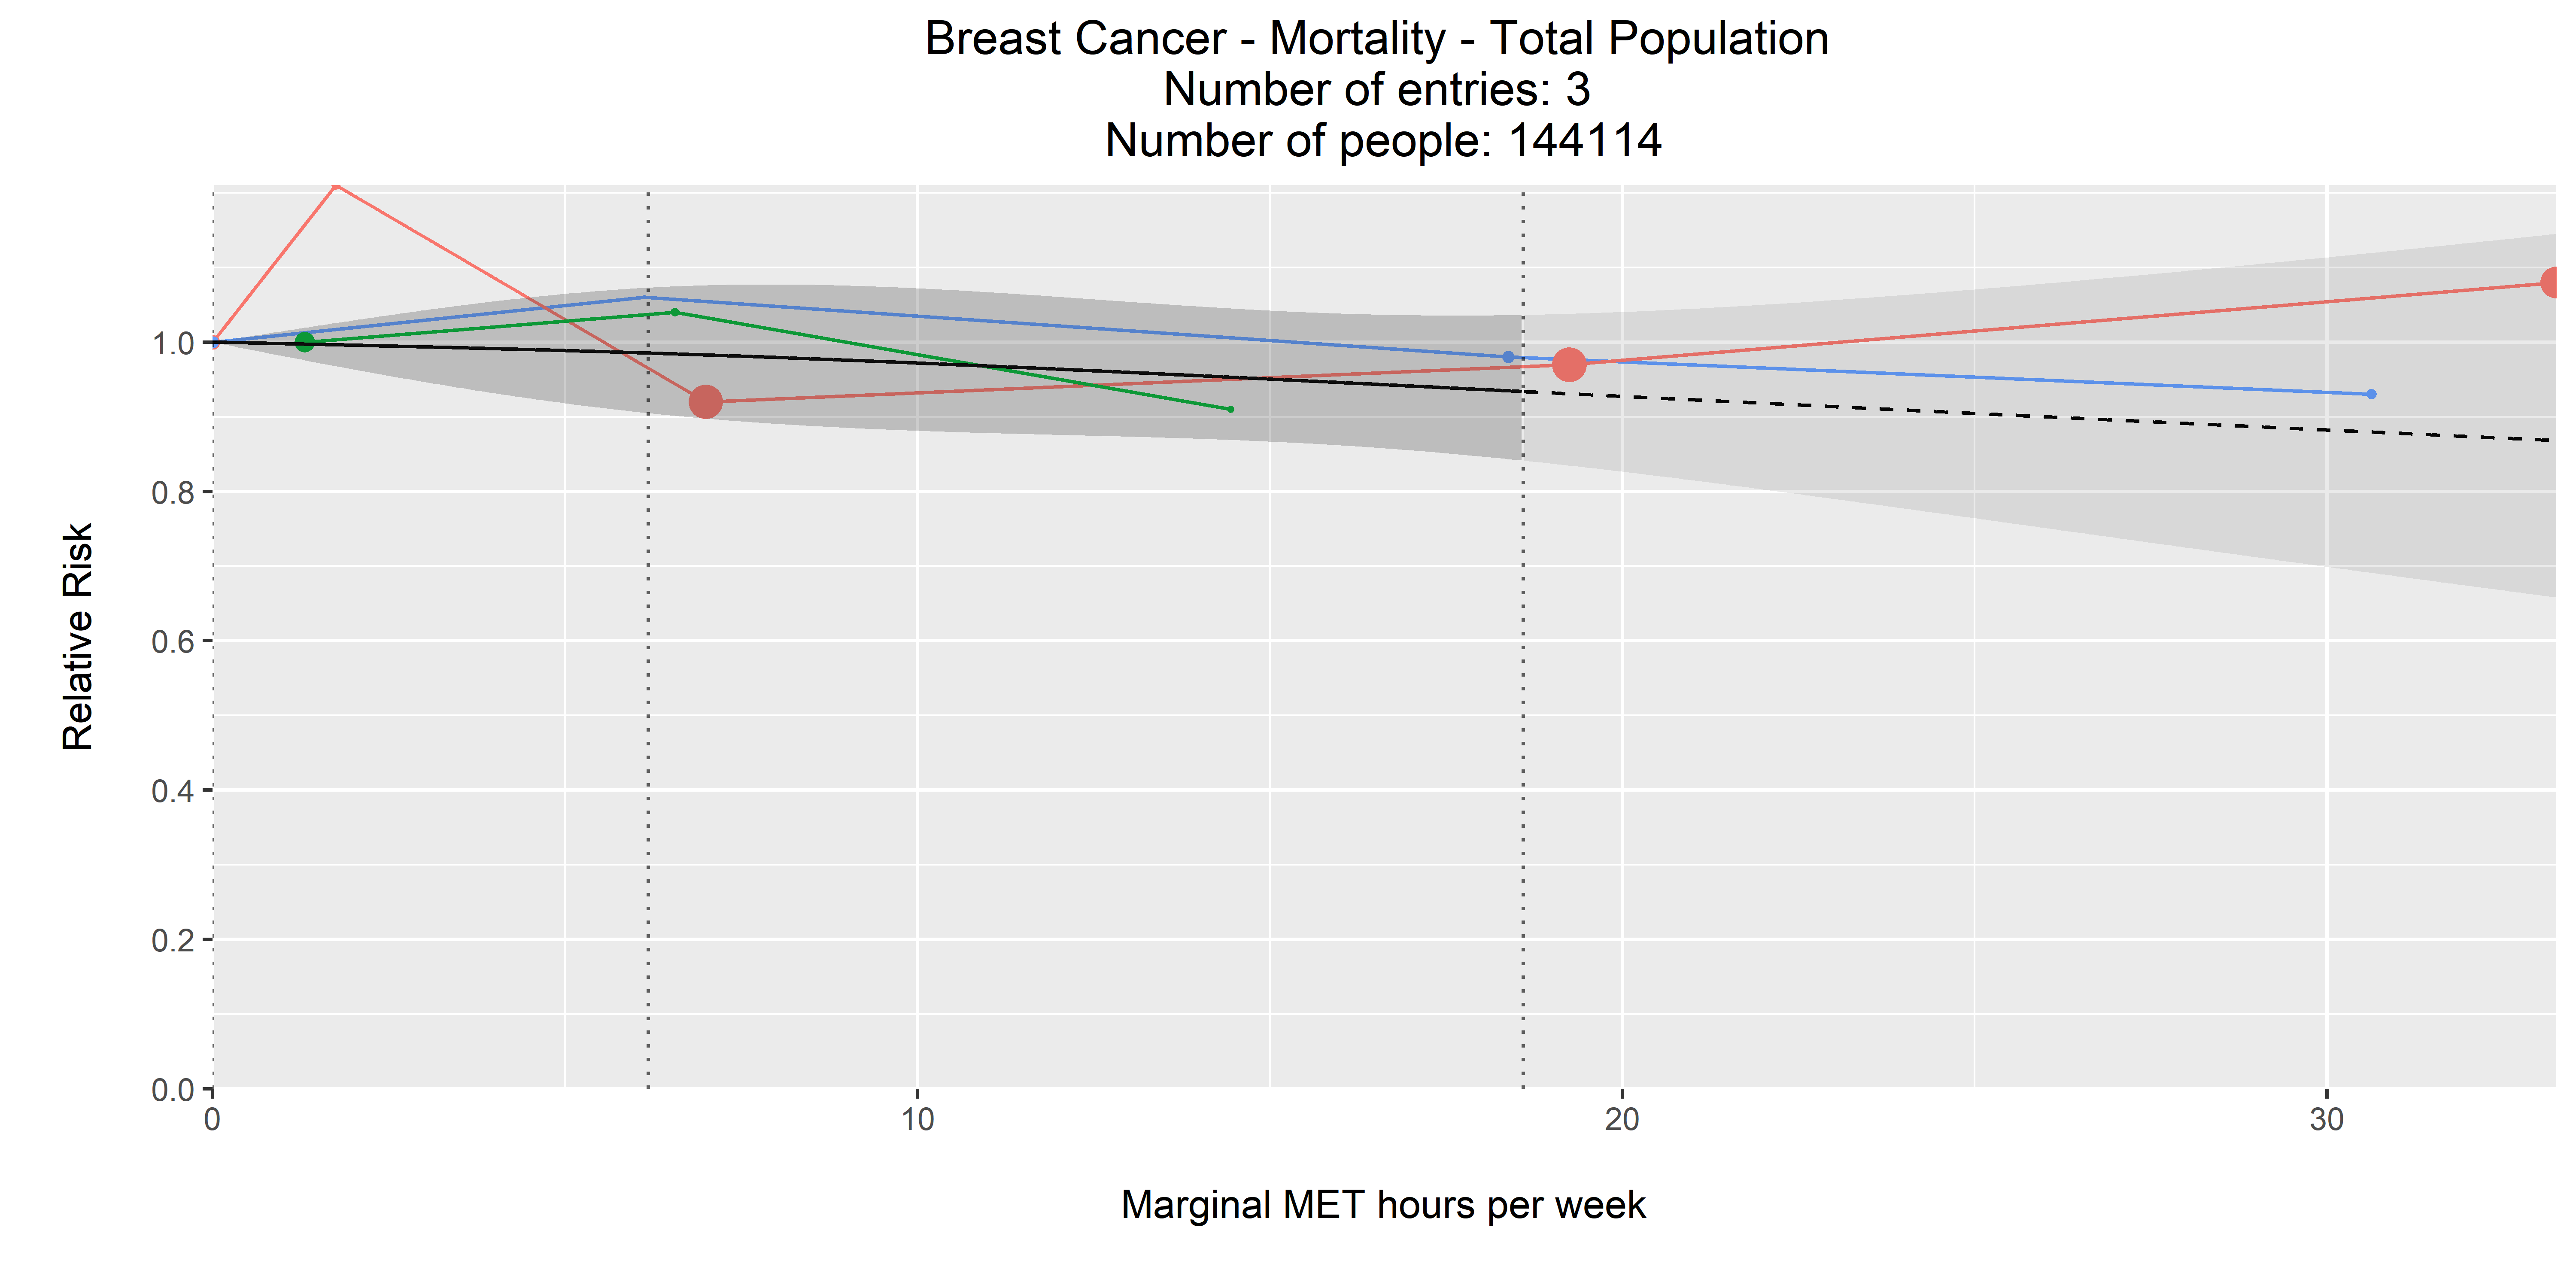 Breast Cancer - Mortality - Total Population
Number of entries: 3
Number of people: 144114
Relative Risk
1.0
0.8
0.6
0.4
0.2
0.0
0
10
20
30
Marginal MET hours per week